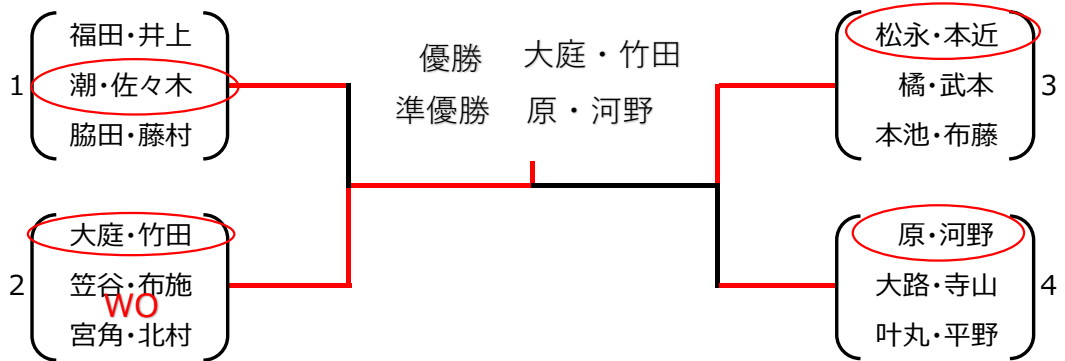 福田・井上
1 潮・佐々木
脇田・藤村
大庭・竹田
2 笠谷・布施
WO
宮角・北村
優勝 大庭・竹田
準優勝 原・河野
松永・本近
橘・武本 3
本池・布藤
原・河野
大路・寺山 4
叶丸・平野